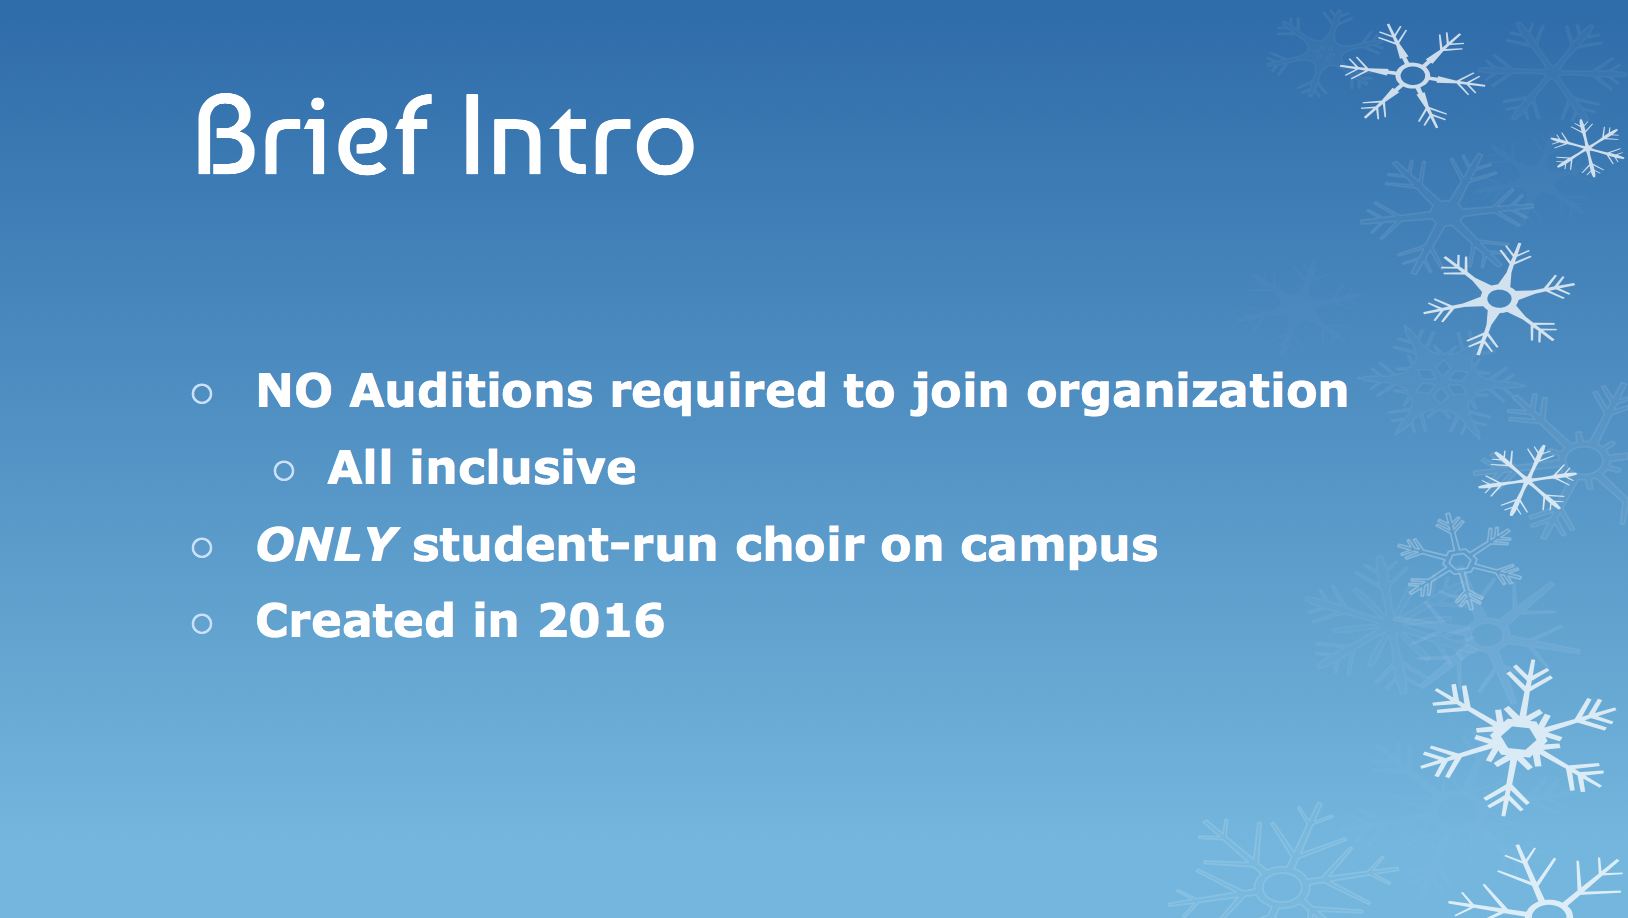 Brief Intro
NO Auditions required to join organization
All inclusive
ONLY student-run choir on campus
Created in 2016